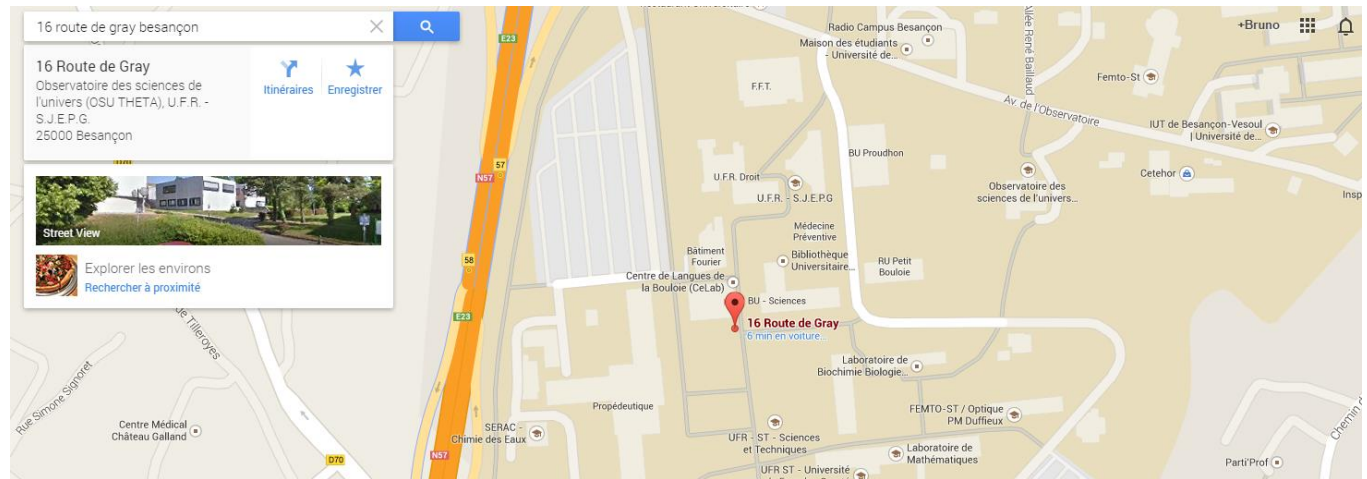 16 route de gray besançon
+Bruno
16 Route de Gray
Observatoire des sciences de
l'univers (OSU THETA), U.F.R. -
S.J.E.P.G.
25000 Besançon
Itinéraires
Enregistrer
Street View
Explorer les environs
Rechercher à proximité
E23
Radio Campus Besançon
Maison des étudiants
- Université de...
Allée René Baillaud
Femto-St
F.F.T.
Av. de l'Observatoire
IUT de Besançon-Vesoul
| Université de...
BU Proudhon
57
N57
U.F.R. Droit
U.F.R. - S.J.E.P.G
Observatoire des
sciences de l'univers...
Cetehor
Insp
Médecine
Préventive
Bâtiment
Fourier
Bibliothèque
Universitaire...
RU Petit
Bouloie
58
Centre de Langues de
la Bouloie (CeLab)
BU - Sciences
16 Route de Gray
6 min en voiture...
E23
Tilleroyes
Rue Simone Signoret
Laboratoire de
Biochimie Biologie...
Propédeutique
FEMTO-ST / Optique
PM Duffieux
Chemin d
Centre Médical
Château Galland
SERAC -
Chimie des Eaux
UFR - ST - Sciences
et Techniques
Laboratoire de
Mathématiques
D70
N57
UFR ST - Université
Parti'Prof